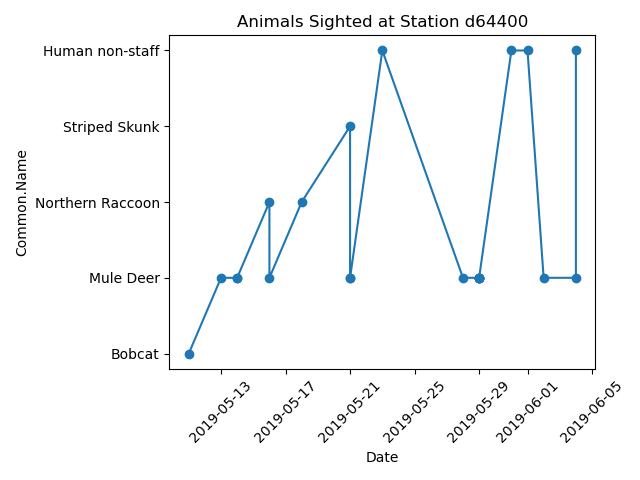 Animals Sighted at Station d64400
Human non-staff
Striped Skunk
Northern Raccoon
Mule Deer
Bobcat
Common.Name
2019-05-13
2019-05-17
2019-05-21
2019-05-25
2019-05-29
2019-06-01
2019-06-05
Date